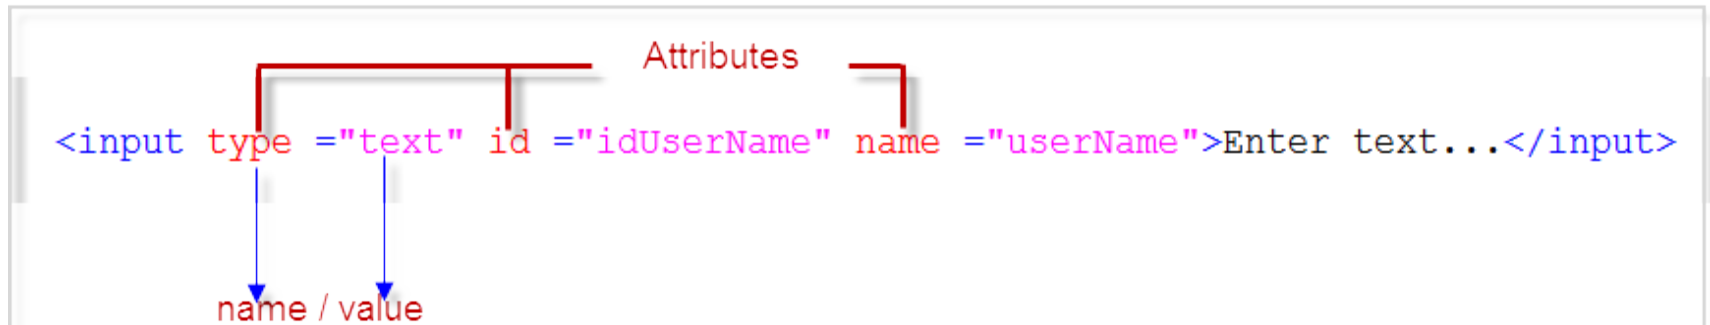 Attributes
<input type ="text" id ="idUserName" name ="userName">Enter text...</input>
name / value